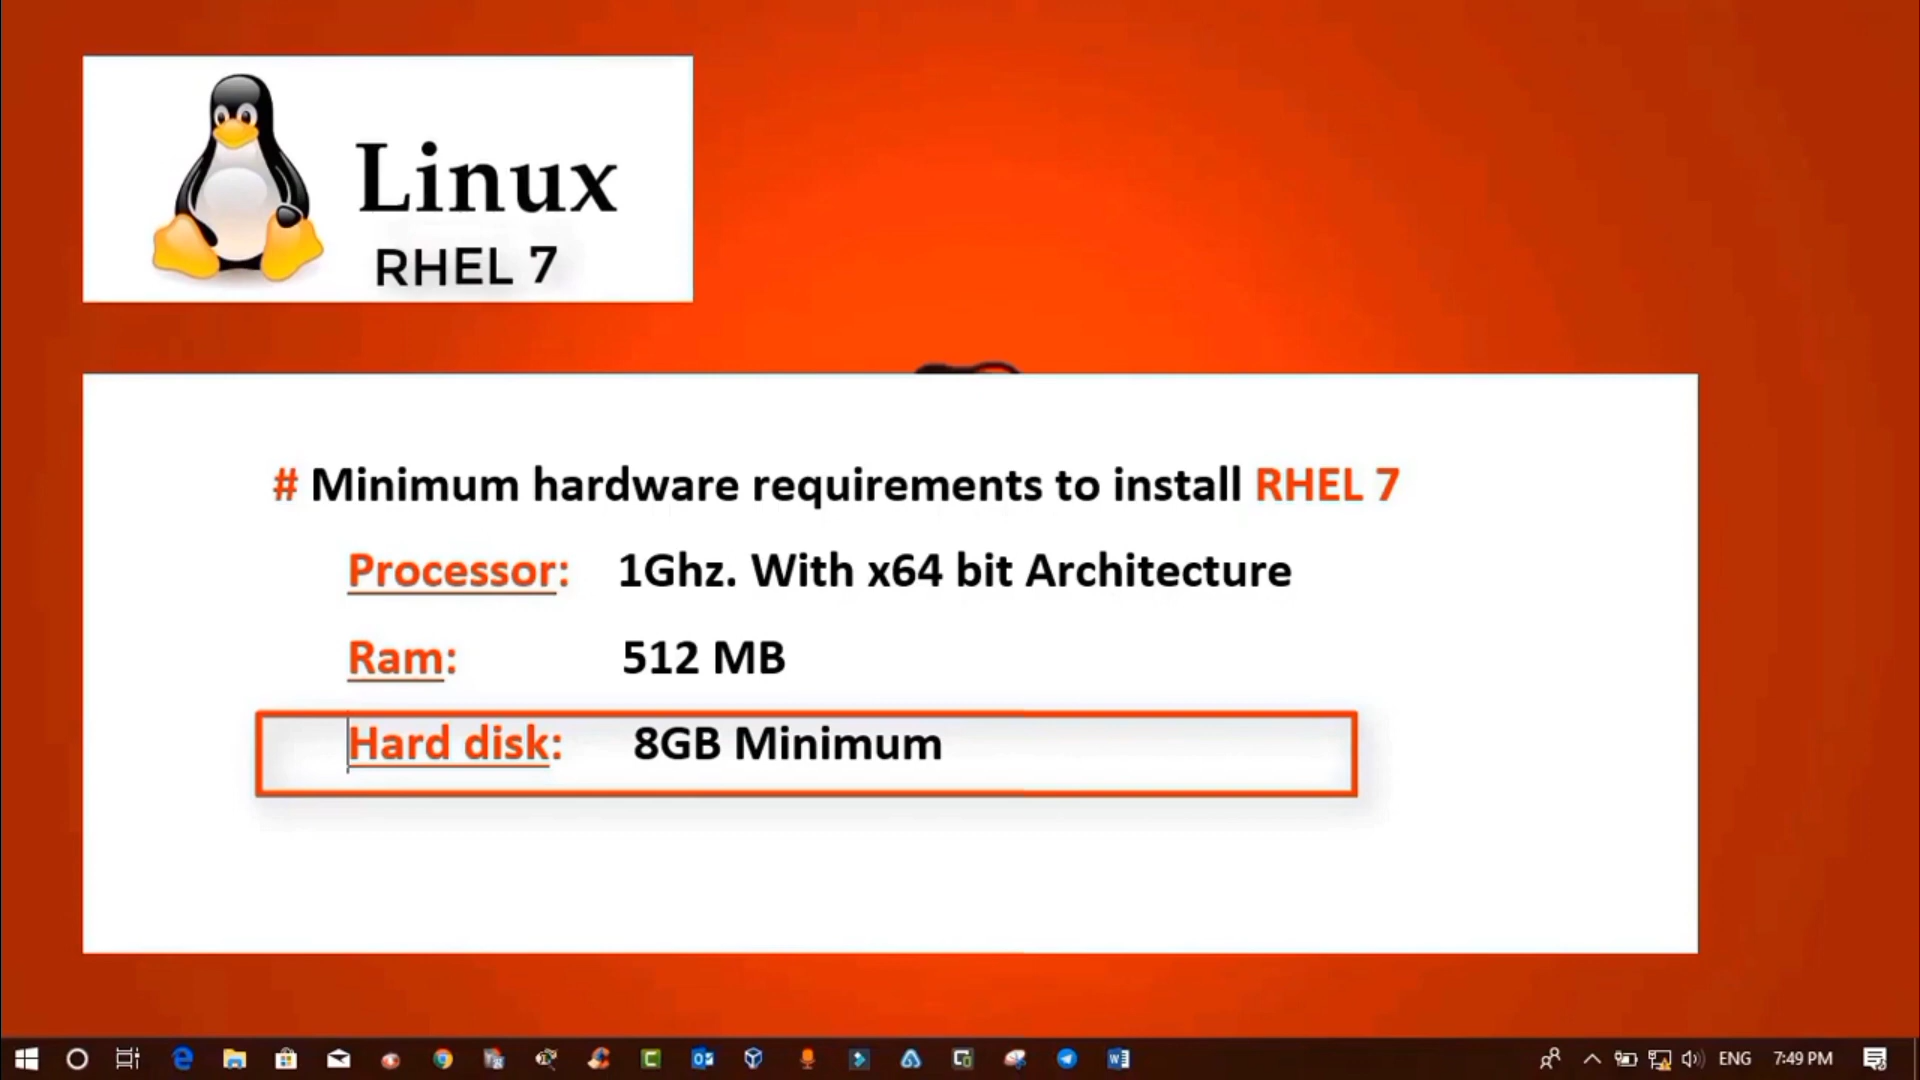 Linux
RHEL 7
# Minimum hardware requirements to install RHEL 7
Processor: 1Ghz. With x64 bit Architecture
Ram: 512 MB
Hard disk: 8GB Minimum
ENG 7:49 PM